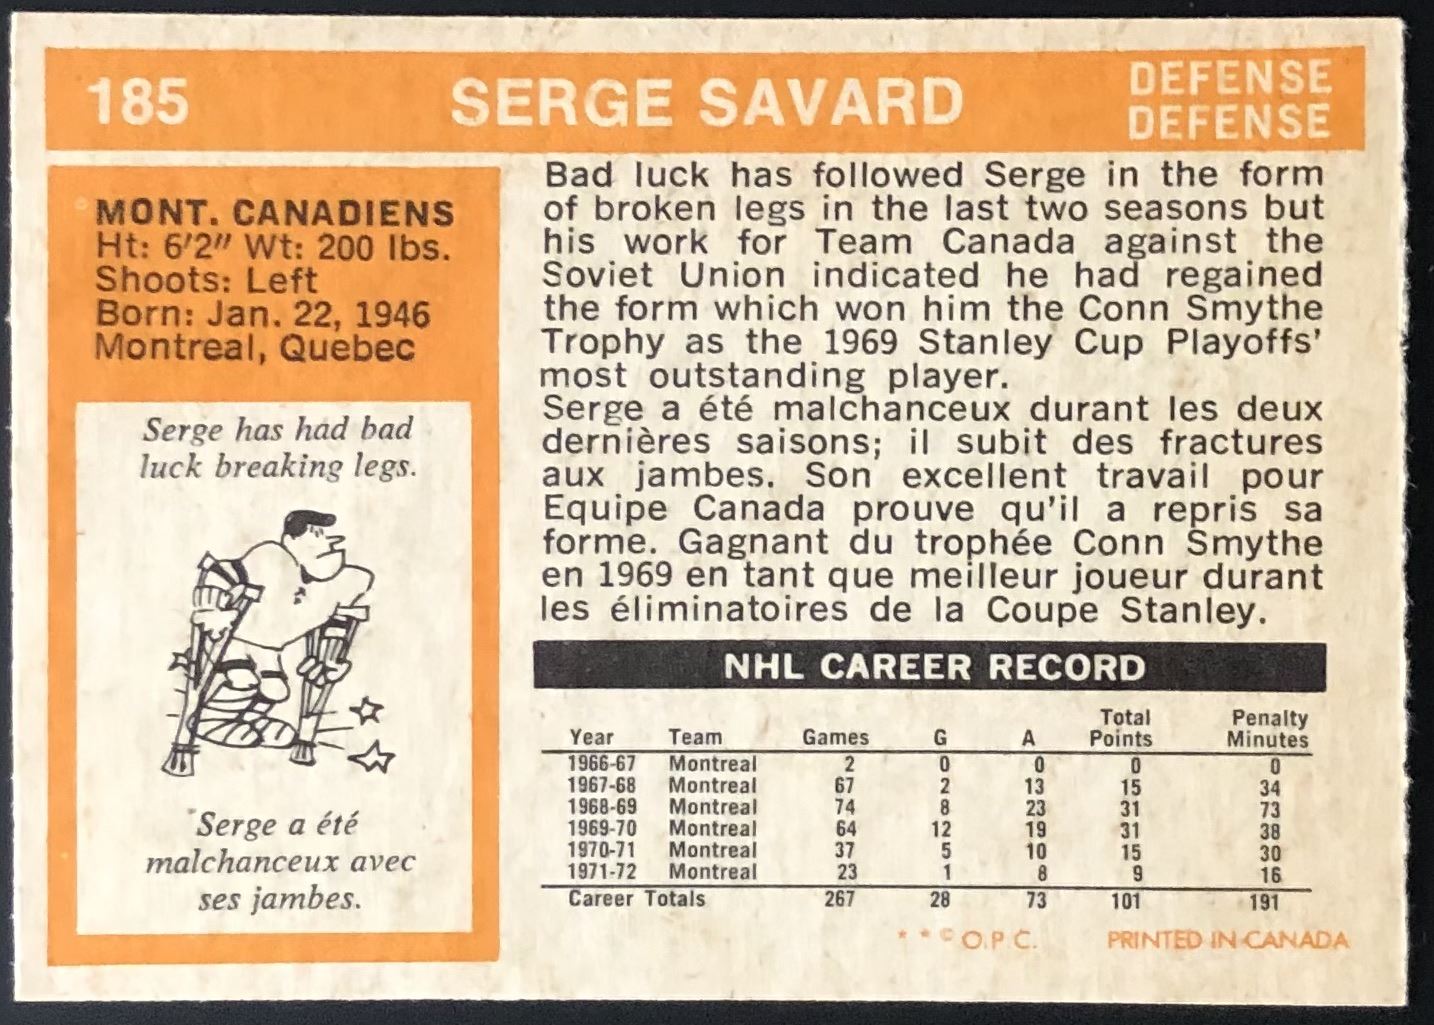 185 SERGE SAVARD DEFENSE
DEFENSE
MONT. CANADIENS
Ht: 6'2" Wt: 200 lbs.
Shoots: Left
Born: Jan. 22, 1946
Montreal, Quebec
Serge has had bad
luck breaking legs.
Serge a été
malchanceux avec
ses jambes.
Bad luck has followed Serge in the form
of broken legs in the last two seasons but
his work for Team Canada against the
Soviet Union indicated he had regained
the form which won him the Conn Smythe
Trophy as the 1969 Stanley Cup Playoffs'
most outstanding player.
Serge a été malchanceux durant les deux
dernières saisons; il subit des fractures
aux jambes. Son excellent travail pour
Equipe Canada prouve qu'il a repris sa
forme. Gagnant du trophée Conn Smythe
en 1969 en tant que meilleur joueur durant
les éliminatoires de la Coupe Stanley.
NHL CAREER RECORD
Year Team Games G A Total Points Penalty Minutes
1966-67 Montreal 2 0 0 0 0
1967-68 Montreal 67 2 13 15 34
1968-69 Montreal 74 8 23 31 73
1969-70 Montreal 64 12 19 31 38
1970-71 Montreal 37 5 10 15 30
1971-72 Montreal 23 1 8 9 16
Career Totals 267 28 73 101 191
* * © O.P.C. PRINTED IN CANADA